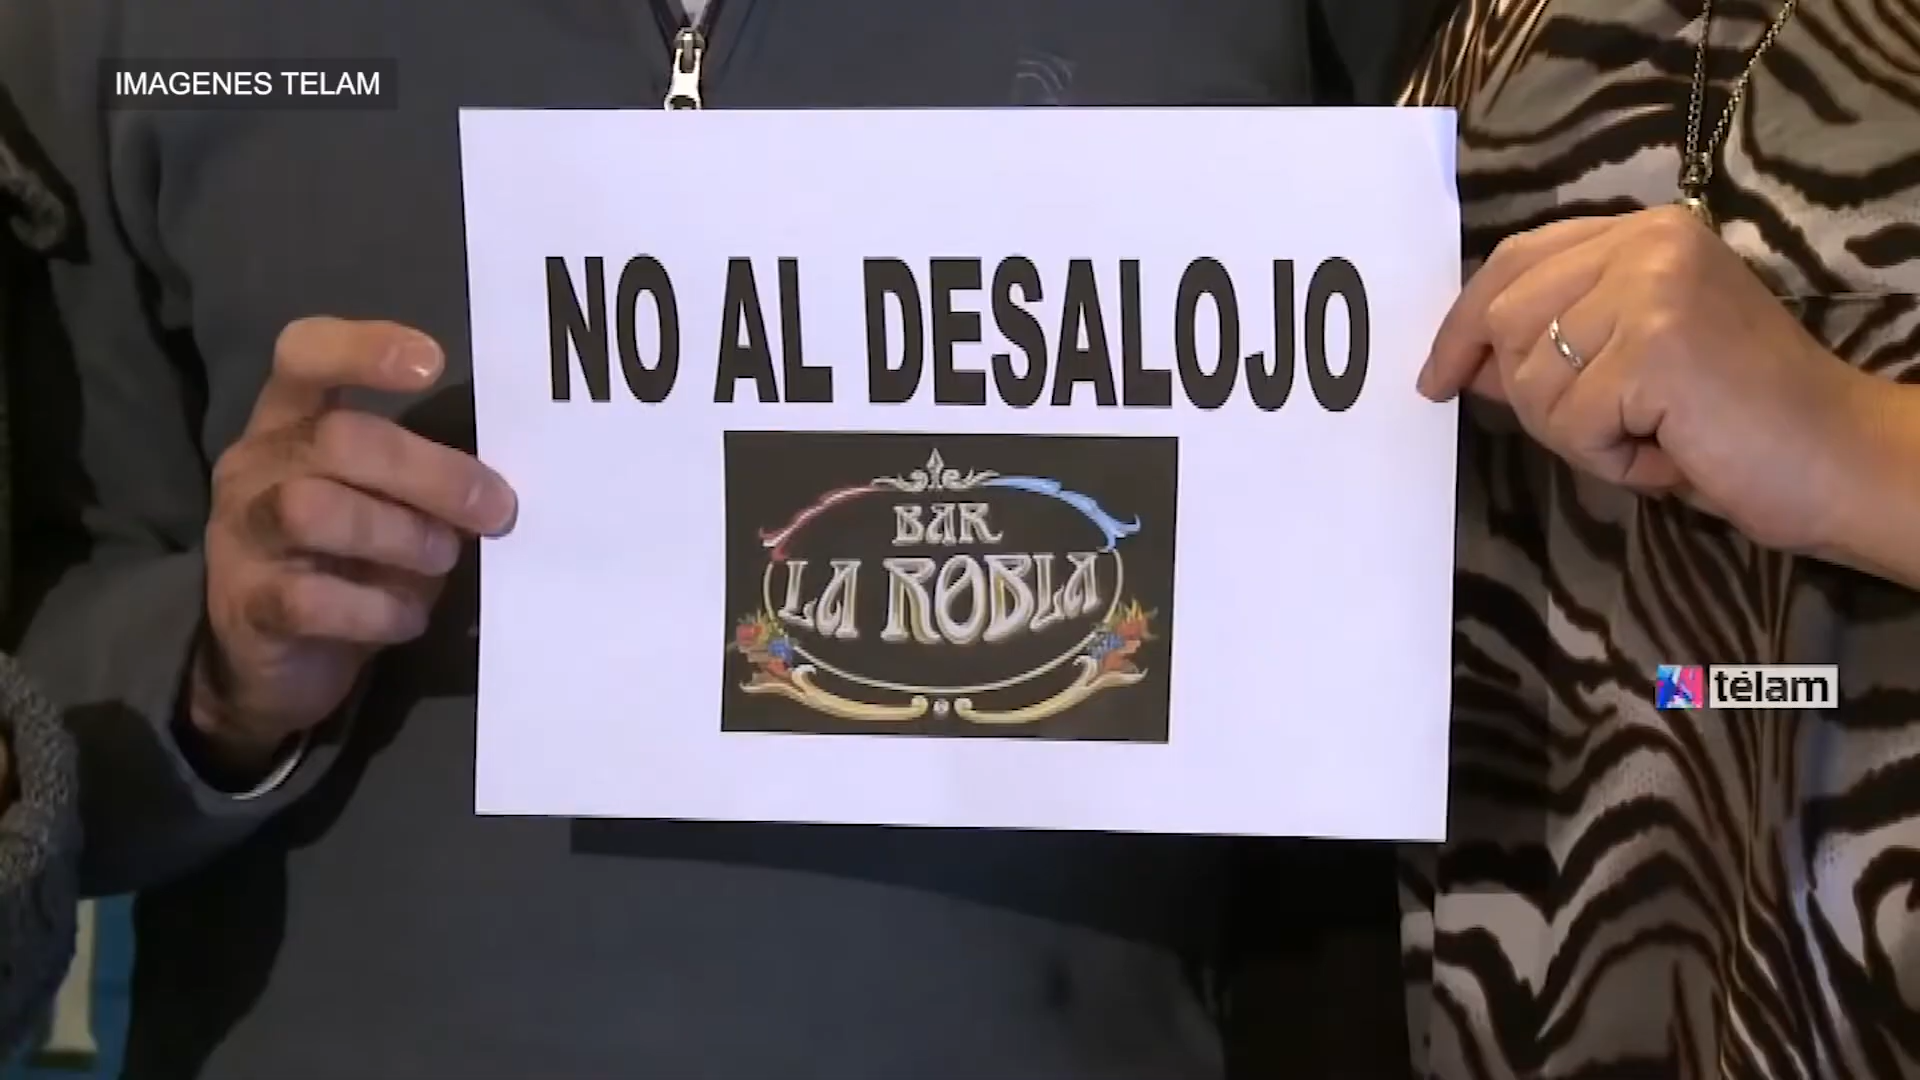 IMAGENES TELAM
NO AL DESALOJO
BAR
LA ROBLA
télam